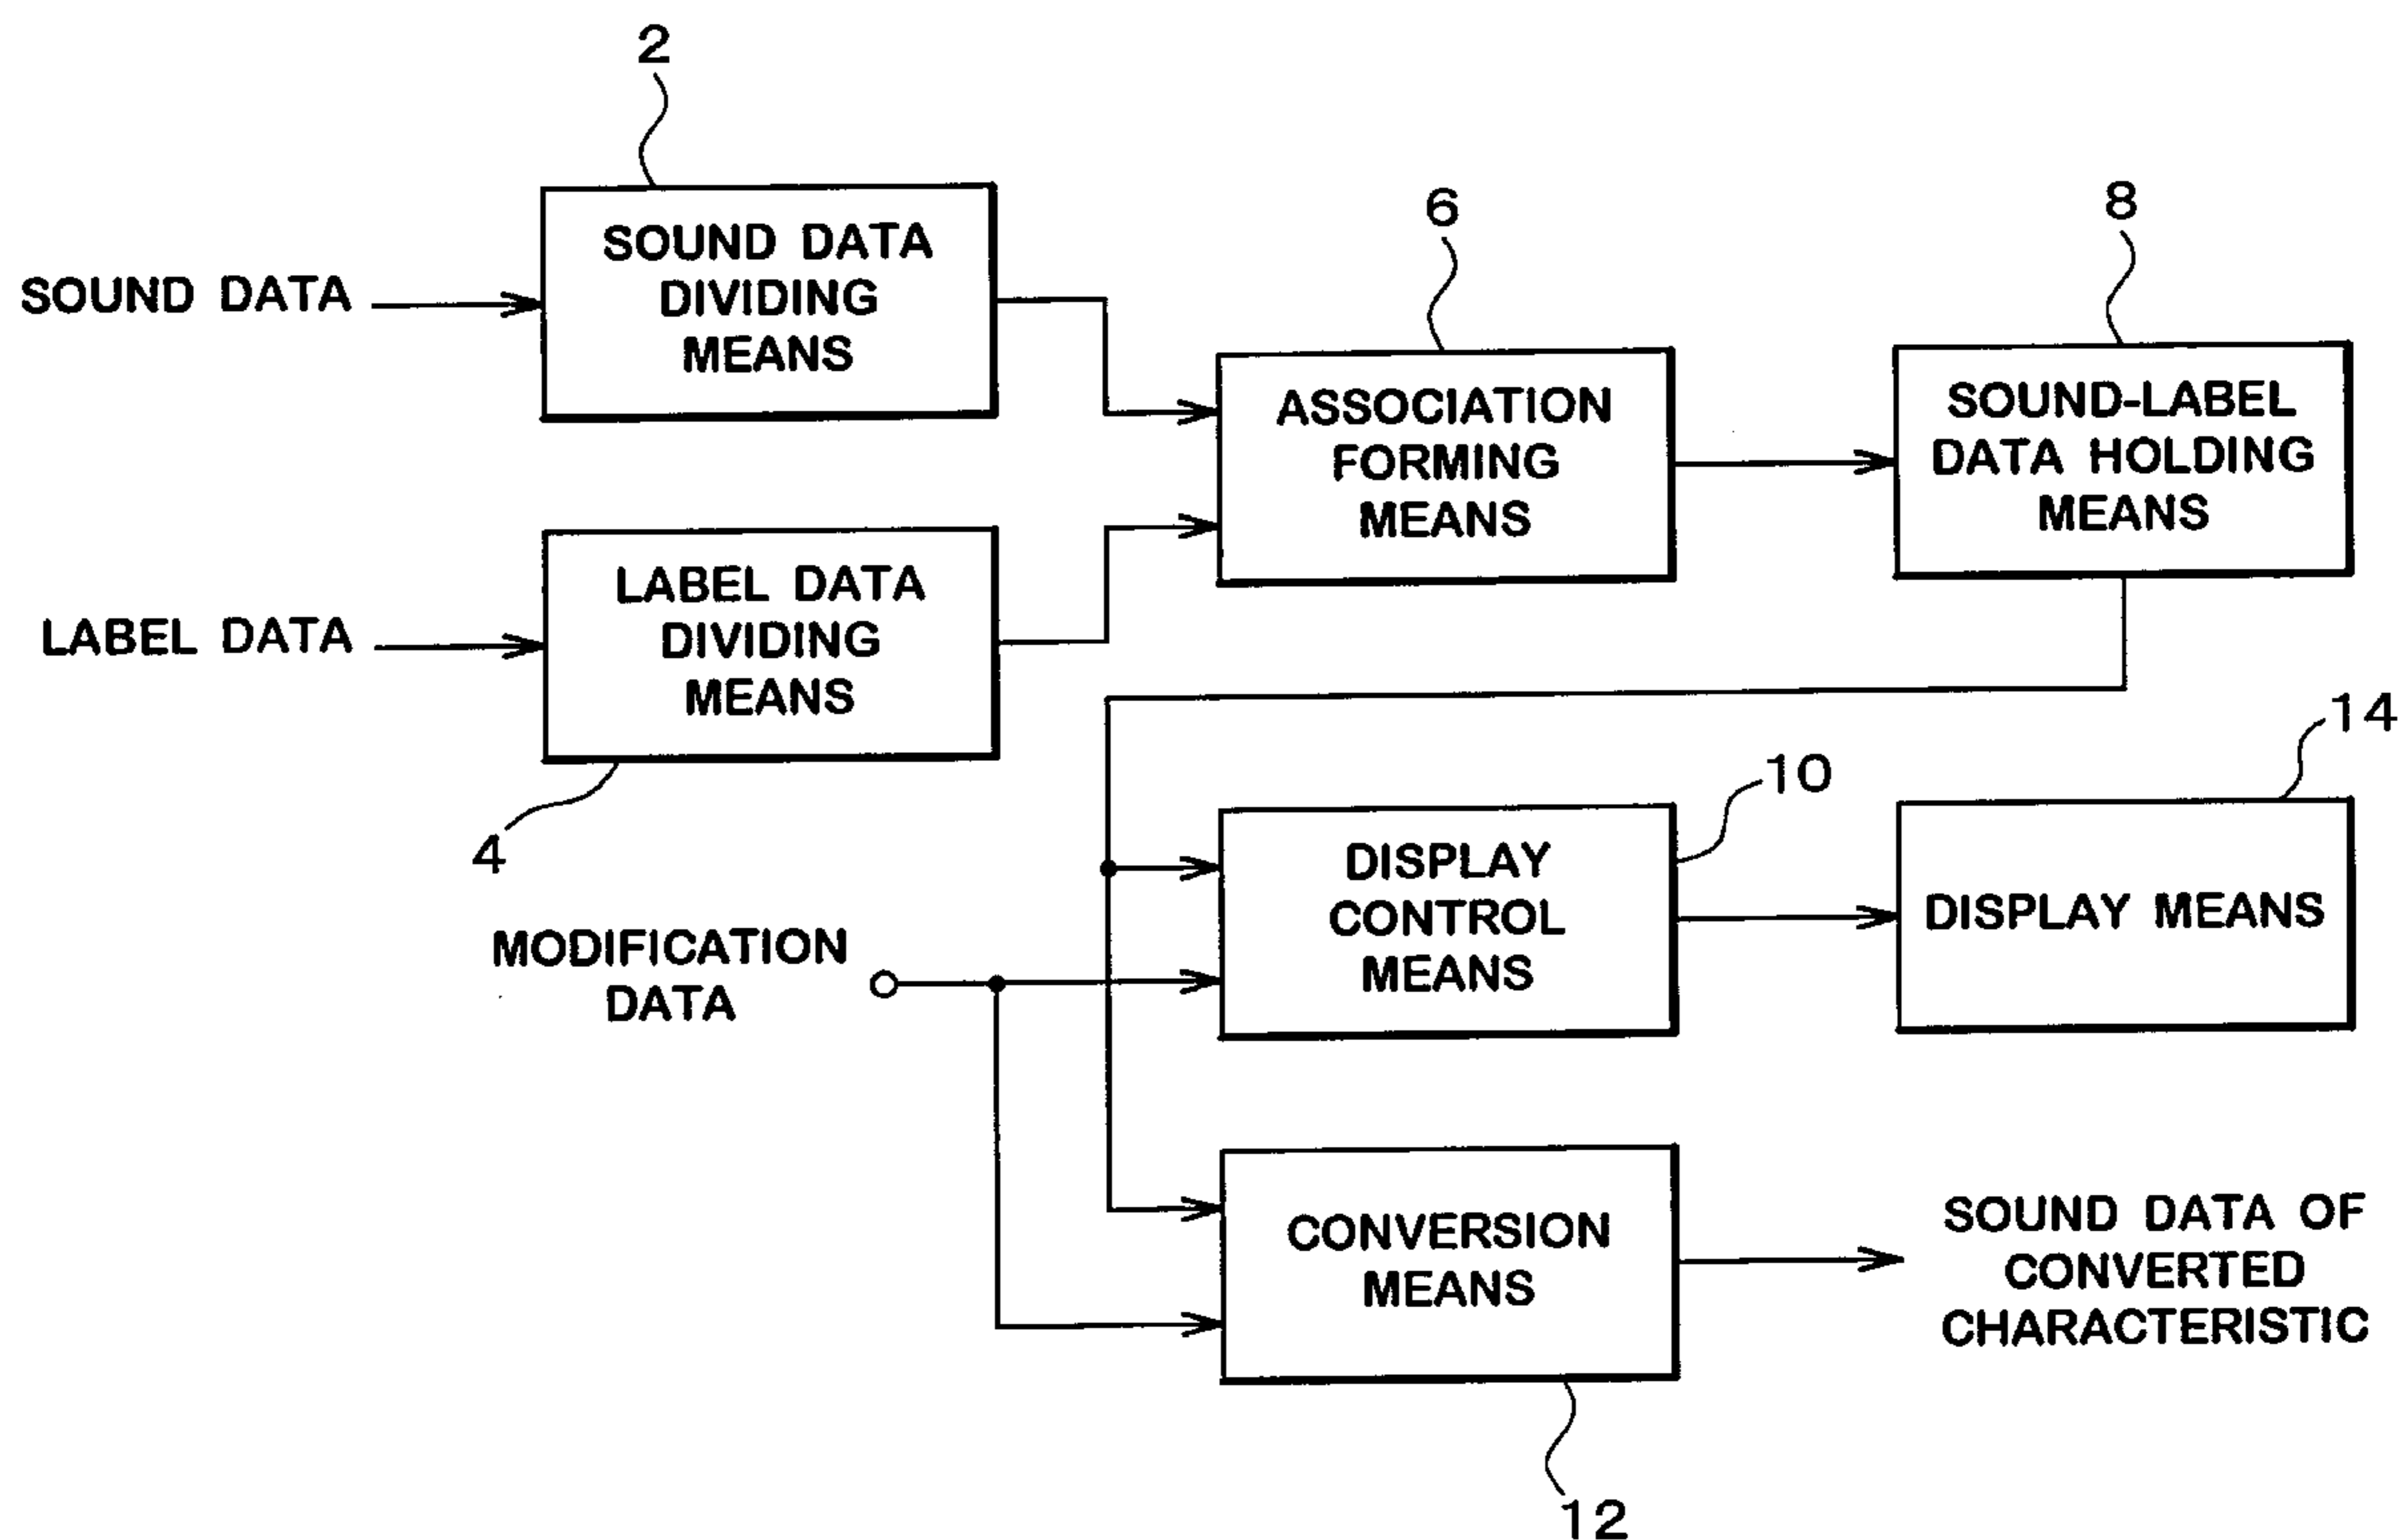 2
SOUND DATA
SOUND DATA
DIVIDING
MEANS
6
ASSOCIATION
FORMING
MEANS
8
SOUND-LABEL
DATA HOLDING
MEANS
LABEL DATA
LABEL DATA
DIVIDING
MEANS
4
MODIFICATION
DATA
10
DISPLAY
CONTROL
MEANS
14
DISPLAY MEANS
CONVERSION
MEANS
12
SOUND DATA OF
CONVERTED
CHARACTERISTIC